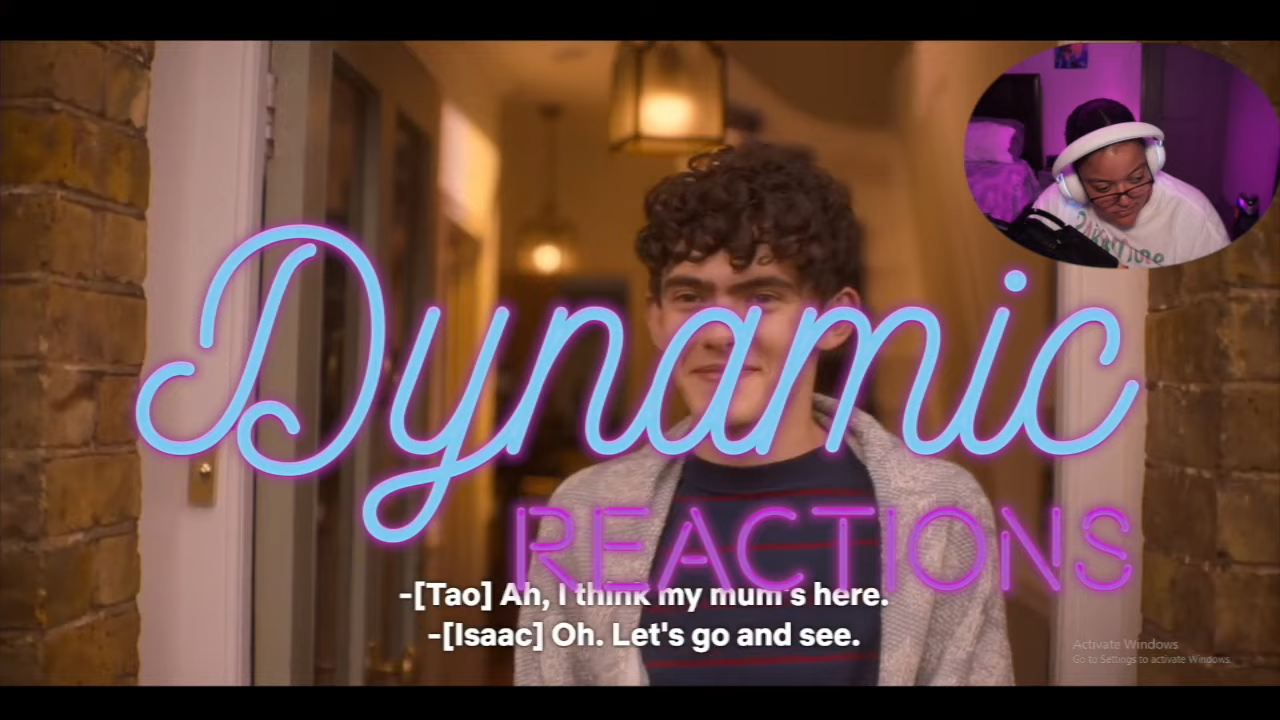 Dynamic
REACTIONS
-[Tao] Ah, I think my mum's here.
-[Isaac] Oh. Let's go and see.
Activate Windows
Go to Settings to activate Windows.